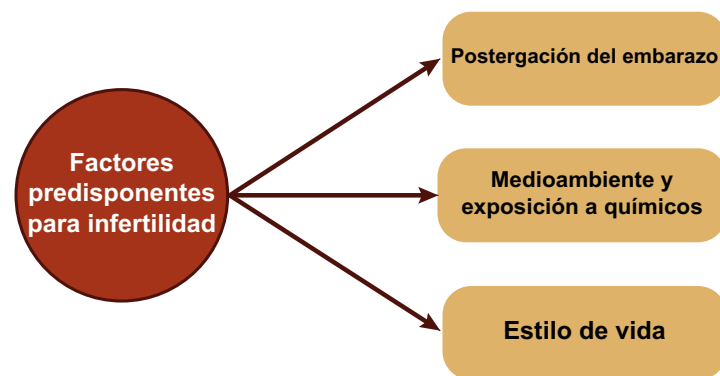 Factores
predisponentes
para infertilidad
Postergación del embarazo
Medioambiente y
exposición a químicos
Estilo de vida